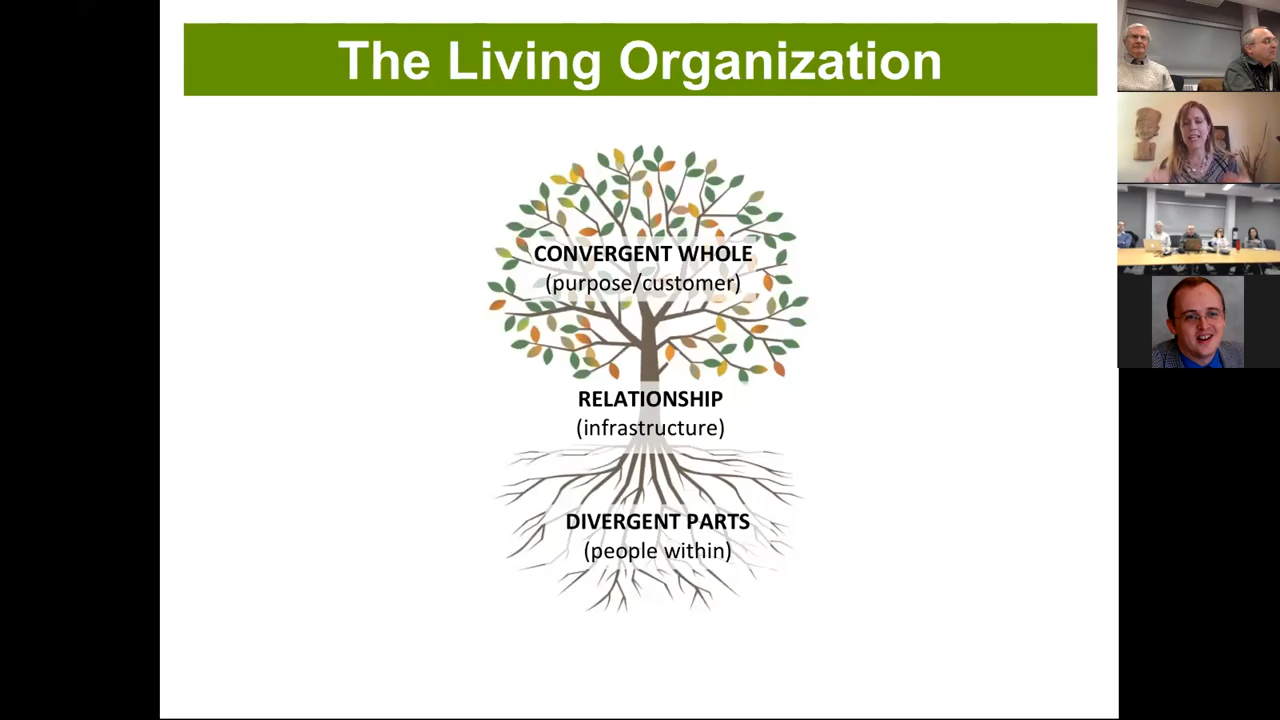 The Living Organization
CONVERGENT WHOLE
(purpose/customer)
RELATIONSHIP
(infrastructure)
DIVERGENT PARTS
(people within)